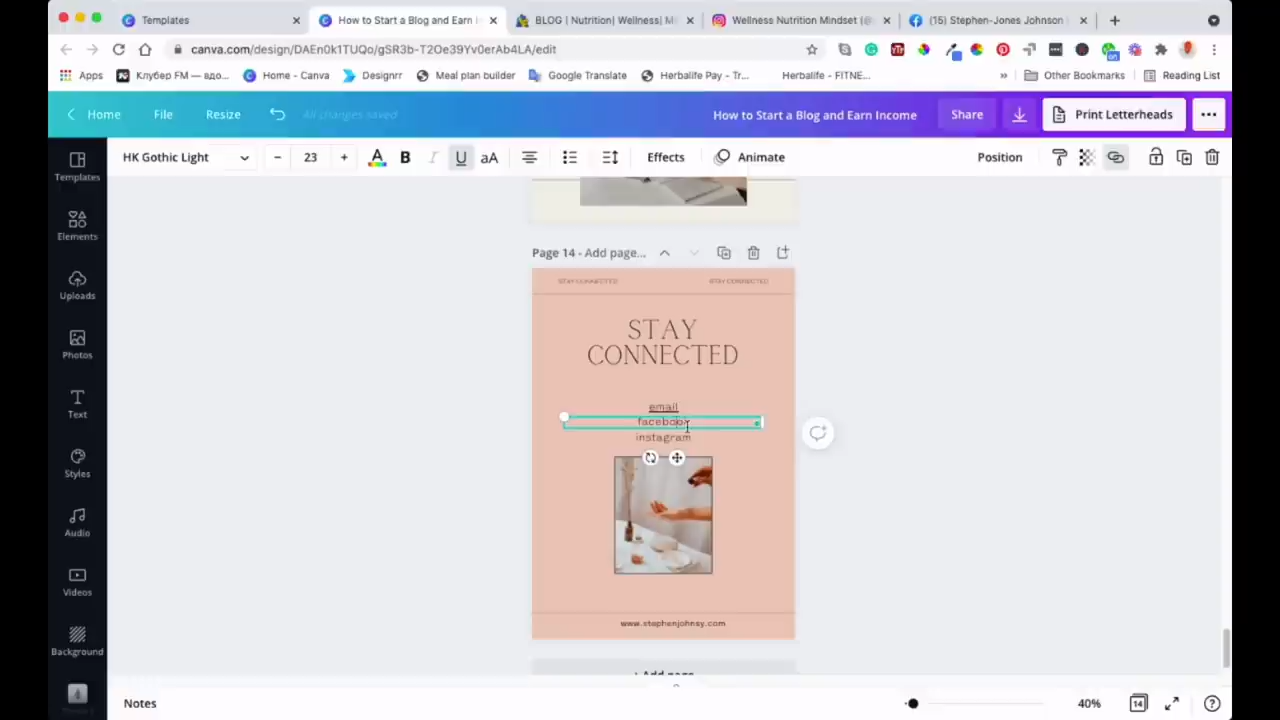 Templates
How to Start a Blog and Earn I
BLOG | Nutrition| Wellness| M
Wellness Nutrition Mindset (@
(15) Stephen-Jones Johnson |
canva.com/design/DAEn0k1TUQo/gSR3b-T2Oe39Yv0erAb4LA/edit
Apps
Клубер FM — вдо...
Home - Canva
Designrr
Meal plan builder
Google Translate
Herbalife Pay - Tr...
Herbalife - FITNE...
Other Bookmarks
Reading List
Home
File
Resize
All changes saved
How to Start a Blog and Earn Income
Share
Print Letterheads
HK Gothic Light
23
Effects
Animate
Position
Templates
Elements
Uploads
Photos
Text
Styles
Audio
Videos
Background
Page 14 - Add page...
STAY CONNECTED
STAY CONNECTED
STAY
CONNECTED
email
facebook
instagram
www.stephenjohnsy.com
+ Add page
Notes
40%
14